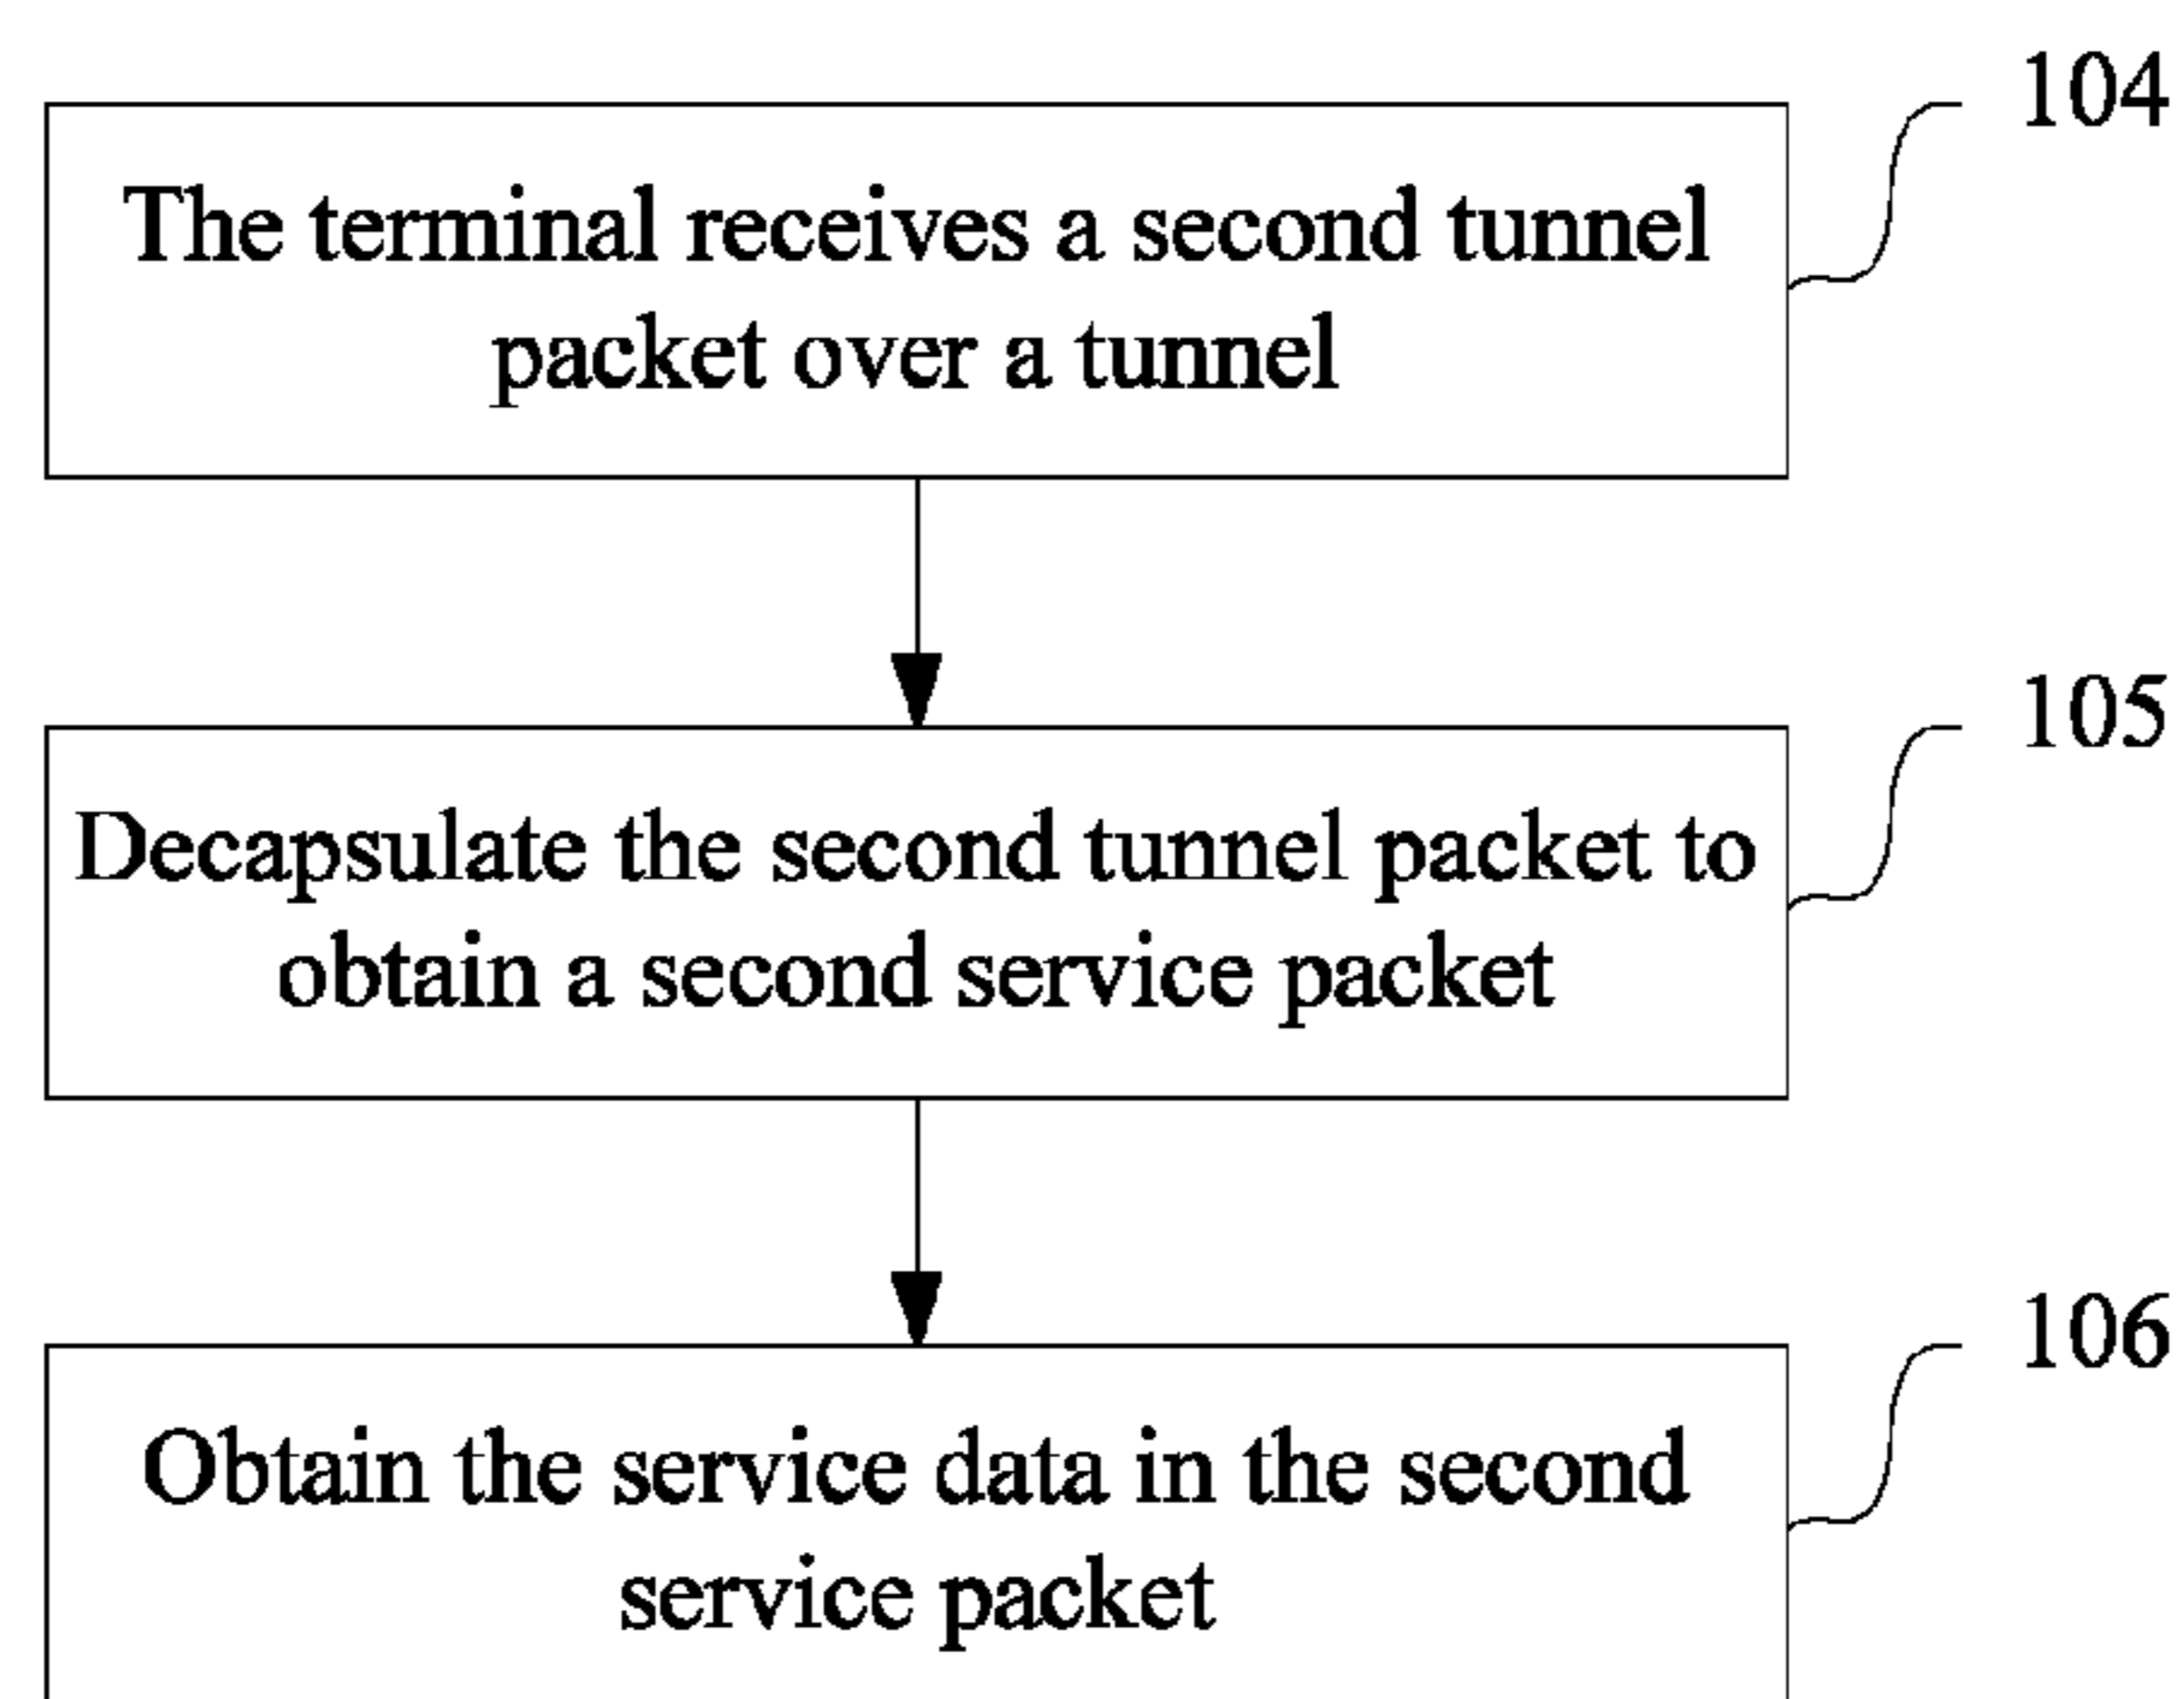 104
The terminal receives a second tunnel
packet over a tunnel
105
Decapsulate the second tunnel packet to
obtain a second service packet
106
Obtain the service data in the second
service packet